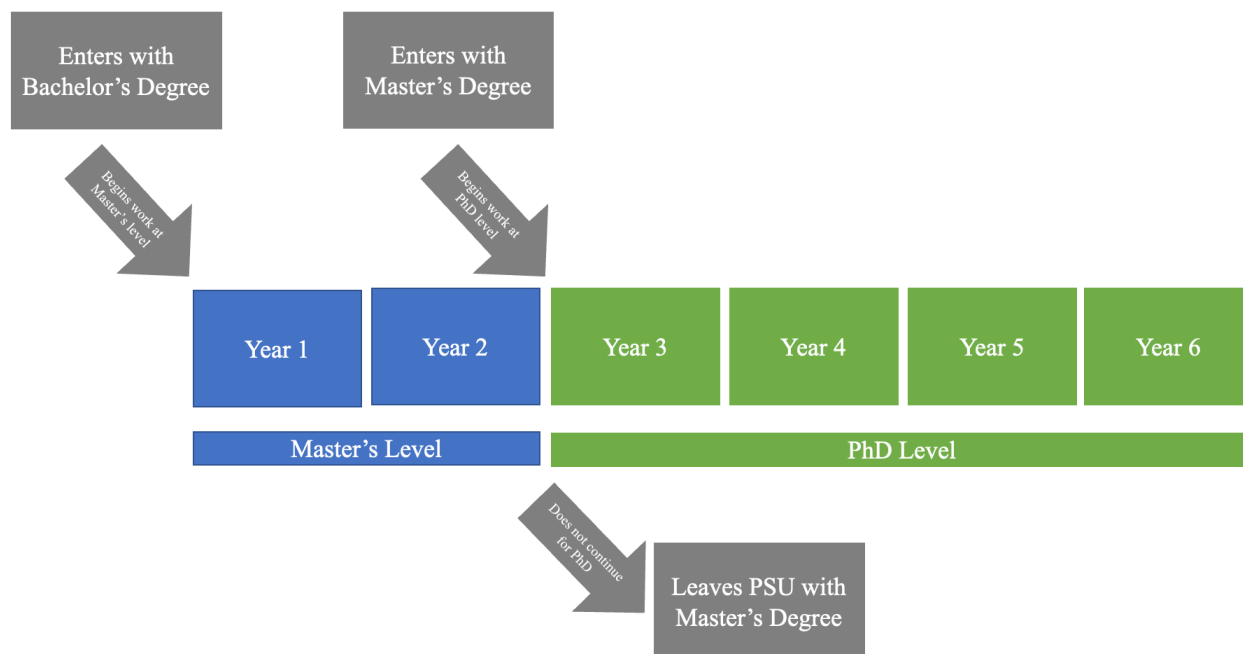 Enters with
Bachelor’s Degree
Enters with
Master’s Degree
Begins work at
Master’s level
Begins work at
PhD level
Year 1
Year 2
Year 3
Year 4
Year 5
Year 6
Master’s Level
PhD Level
Does not continue
for PhD
Leaves PSU with
Master’s Degree